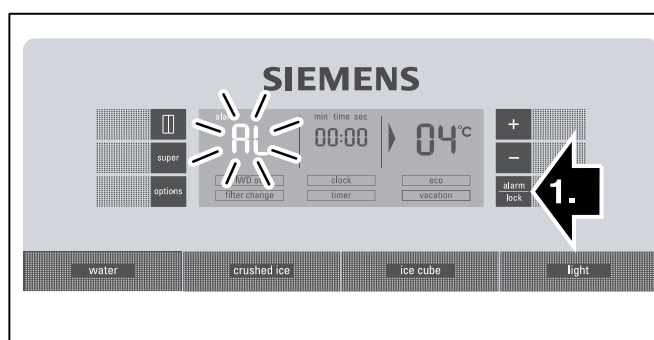 SIEMENS
alarm min time sec
AL 00:00 04°C
+
super
−
options
IWD off clock eco
filter change timer vacation
alarm
lock
1.
water crushed ice ice cube light